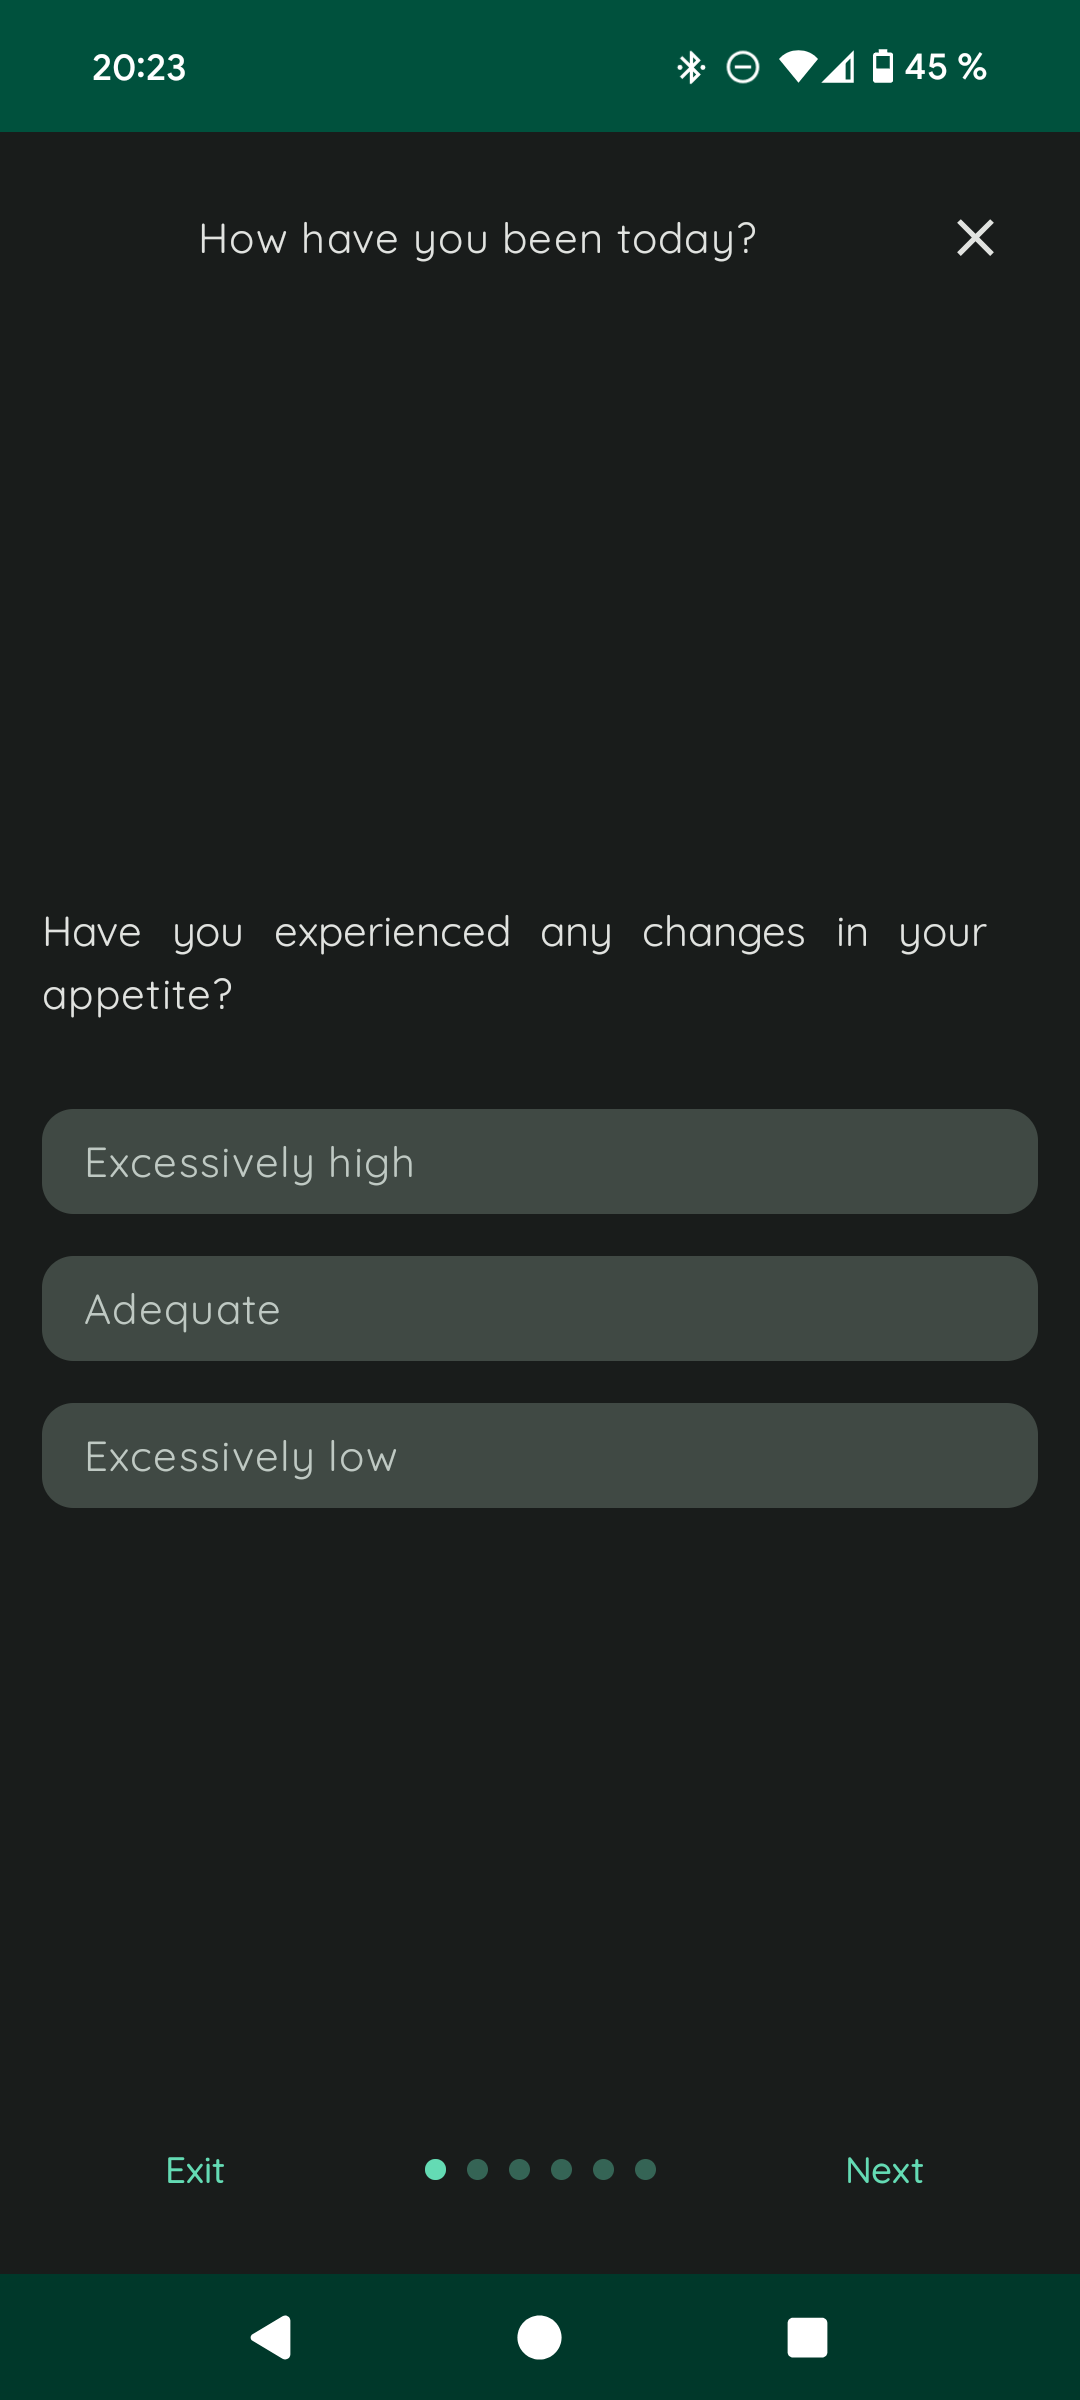 20:23
45 %
How have you been today?
Have you experienced any changes in your
appetite?
Excessively high
Adequate
Excessively low
Exit
Next